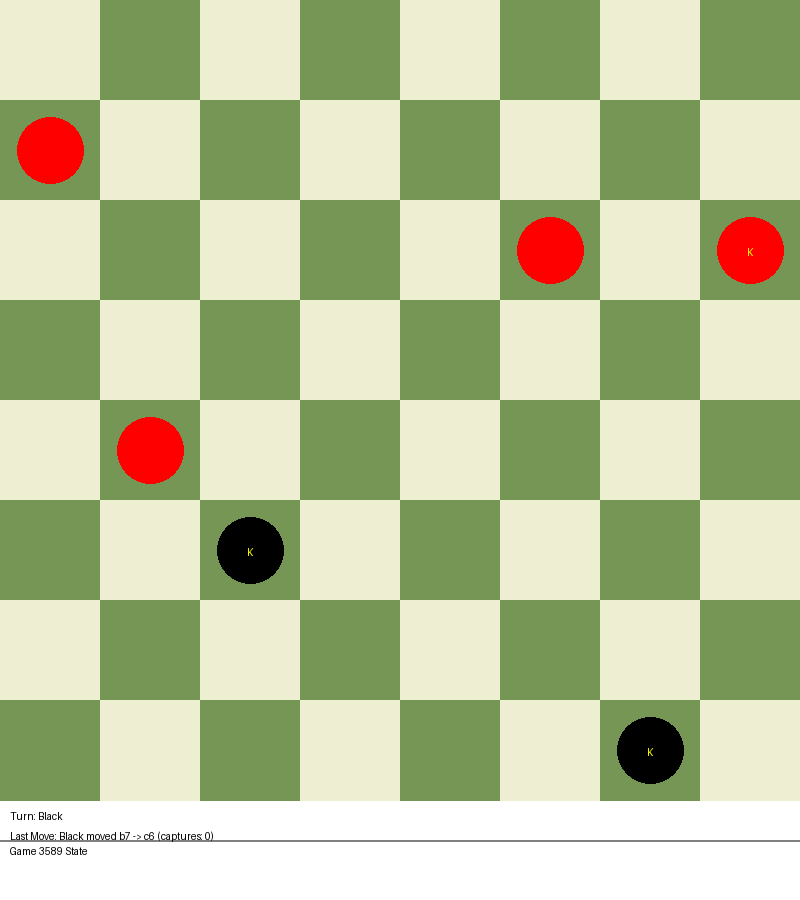 K
K
K
Turn: Black
Last Move: Black moved b7 -> c6 (captures: 0)
Game 3589 State